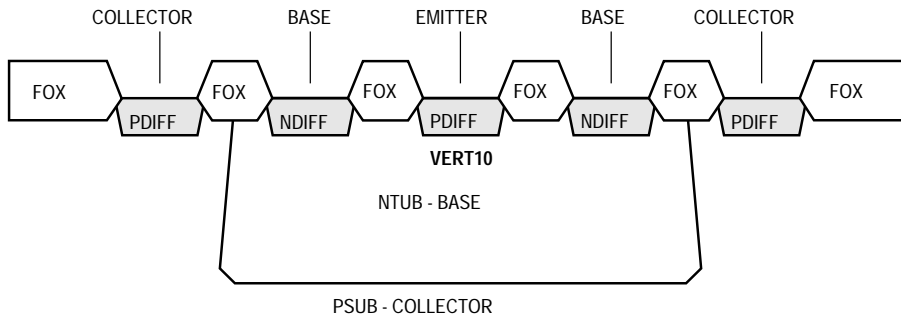 COLLECTOR BASE EMITTER BASE COLLECTOR
FOX FOX FOX FOX FOX FOX
PDIFF NDIFF PDIFF NDIFF PDIFF
VERT10
NTUB - BASE
PSUB - COLLECTOR